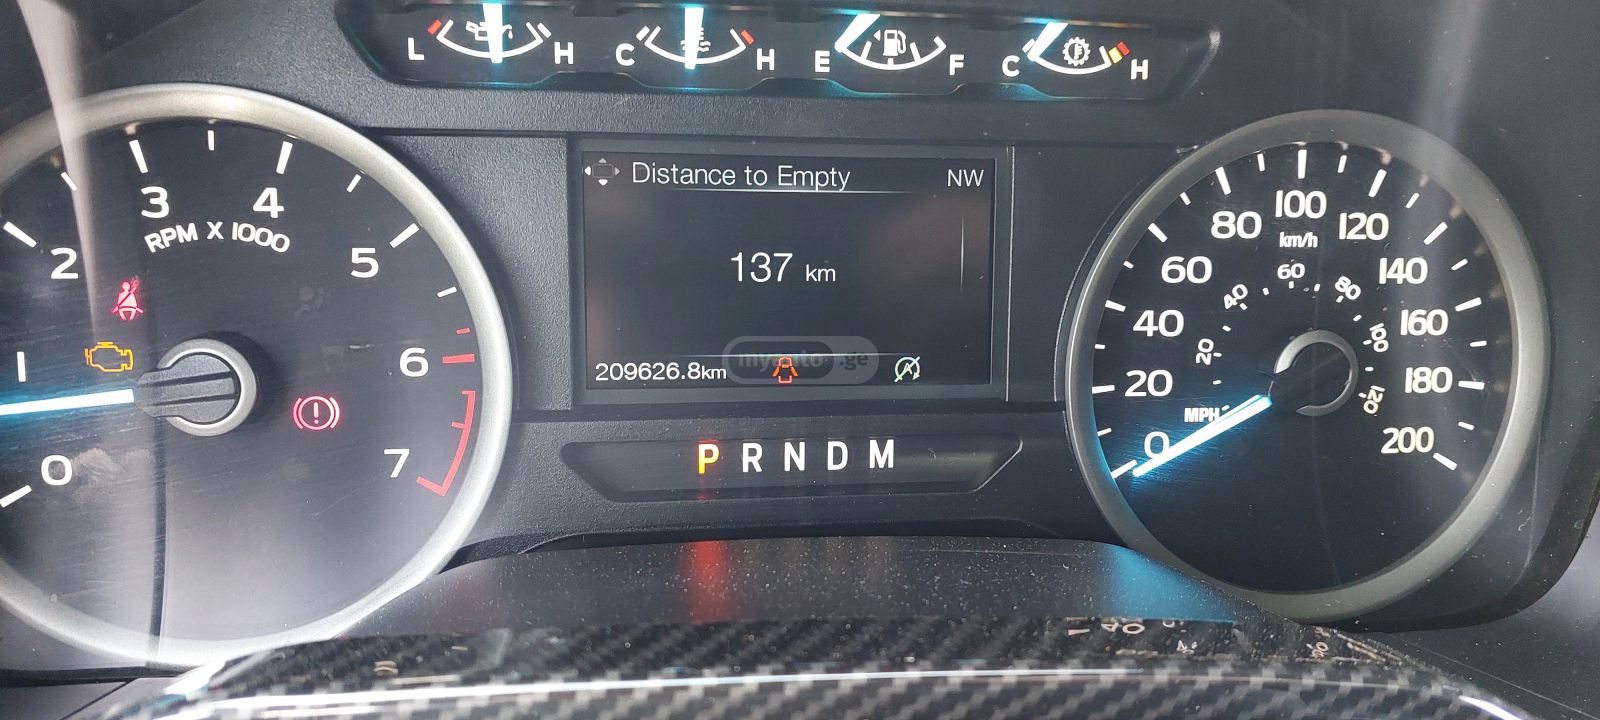 L H
C H
E F
C H
0 1 2 3 4 5 6 7
RPM X 1000
Distance to Empty NW
137 km
209626.8km
myauto.ge
P R N D M
0 20 40 60 80 100 120 140 160 180 200
km/h
20 40 60 80 100 120
MPH